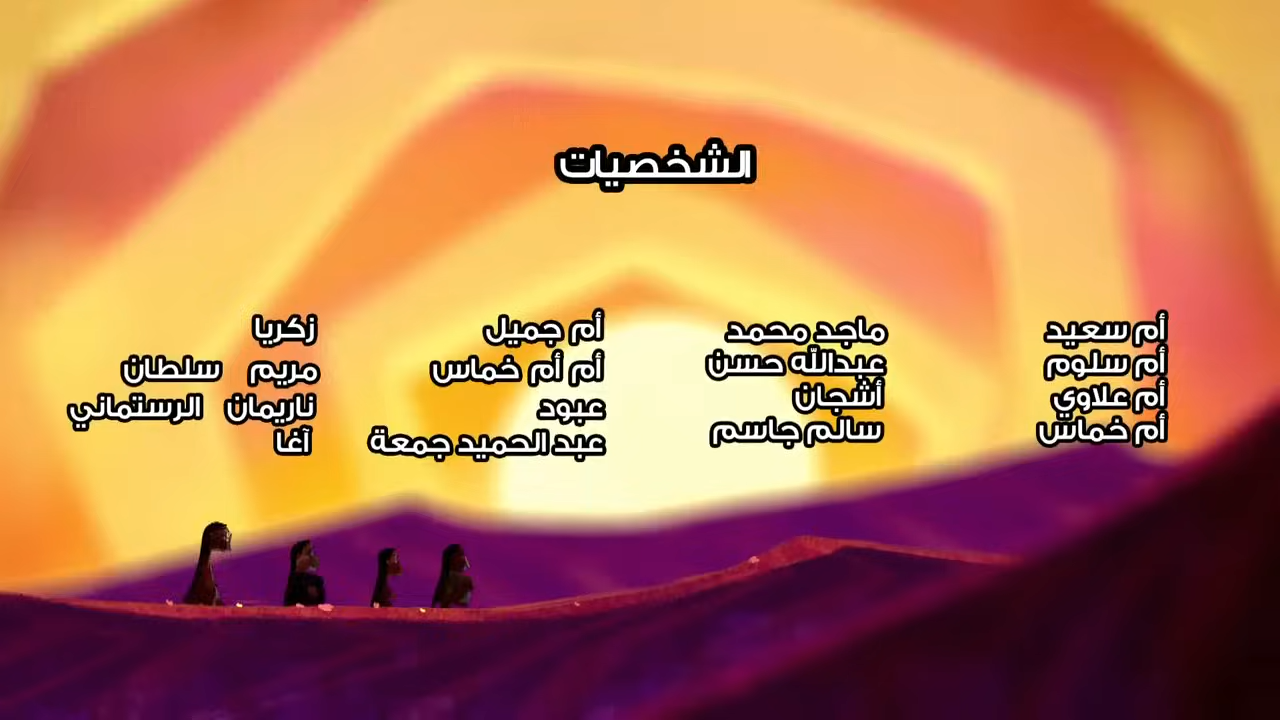 الشخصيات
أم سعيد
أم سلوم
أم علاوي
أم خماس
ماجد محمد
عبدالله حسن
أشجان
سالم جاسم
أم جميل
أم أم خماس
عبود
عبد الحميد جمعة
زكريا
مريم سلطان
ناريمان الرستماني
آغا